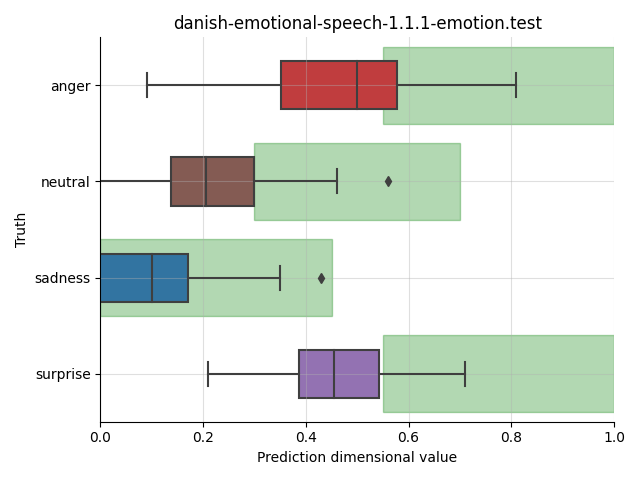 danish-emotional-speech-1.1.1-emotion.test
anger
neutral
sadness
surprise
Truth
0.0 0.2 0.4 0.6 0.8 1.0
Prediction dimensional value